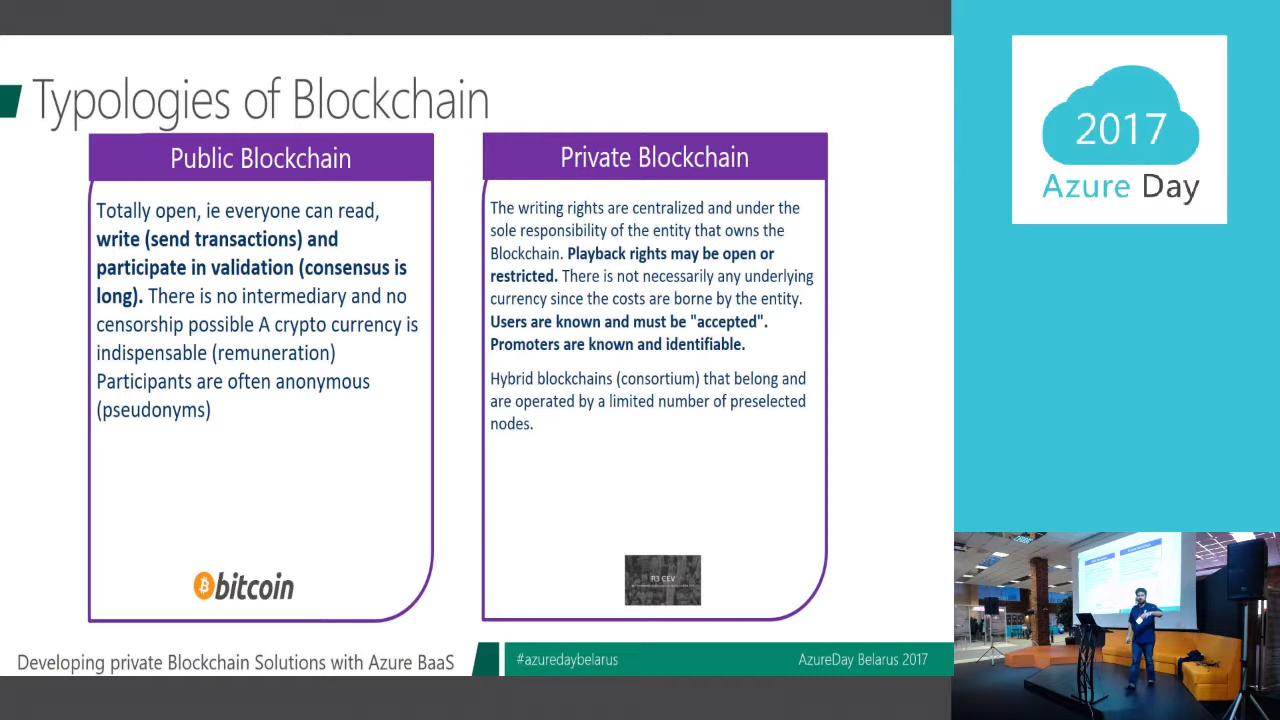 Typologies of Blockchain
Public Blockchain
Totally open, ie everyone can read,
write (send transactions) and
participate in validation (consensus is
long). There is no intermediary and no
censorship possible A crypto currency is
indispensable (remuneration)
Participants are often anonymous
(pseudonyms)
bitcoin
Private Blockchain
The writing rights are centralized and under the
sole responsibility of the entity that owns the
Blockchain. Playback rights may be open or
restricted. There is not necessarily any underlying
currency since the costs are borne by the entity.
Users are known and must be "accepted".
Promoters are known and identifiable.
Hybrid blockchains (consortium) that belong and
are operated by a limited number of preselected
nodes.
R3 CEV
Developing private Blockchain Solutions with Azure BaaS
#azuredaybelarus
AzureDay Belarus 2017
2017
Azure Day